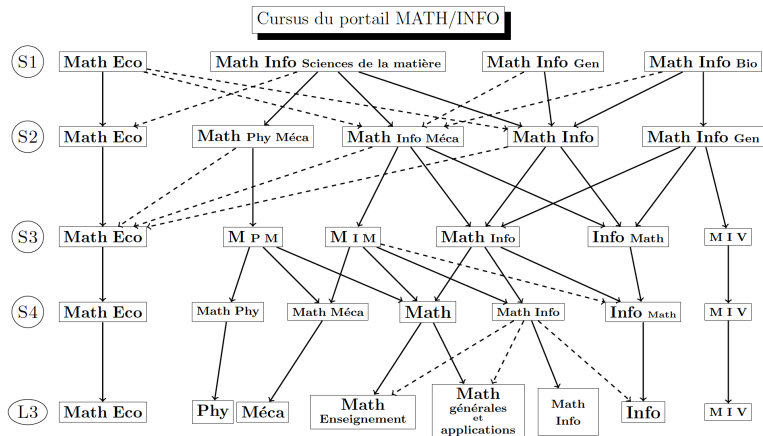 Cursus du portail MATH/INFO
S1
Math Eco
Math Info Sciences de la matière
Math Info Gen
Math Info Bio
S2
Math Eco
Math Phy Méca
Math Info Méca
Math Info
Math Info Gen
S3
Math Eco
M P M
M I M
Math Info
Info Math
M I V
S4
Math Eco
Math Phy
Math Méca
Math
Math Info
Info Math
M I V
L3
Math Eco
Phy
Méca
Math
Enseignement
Math
générales
et
applications
Math
Info
Info
M I V